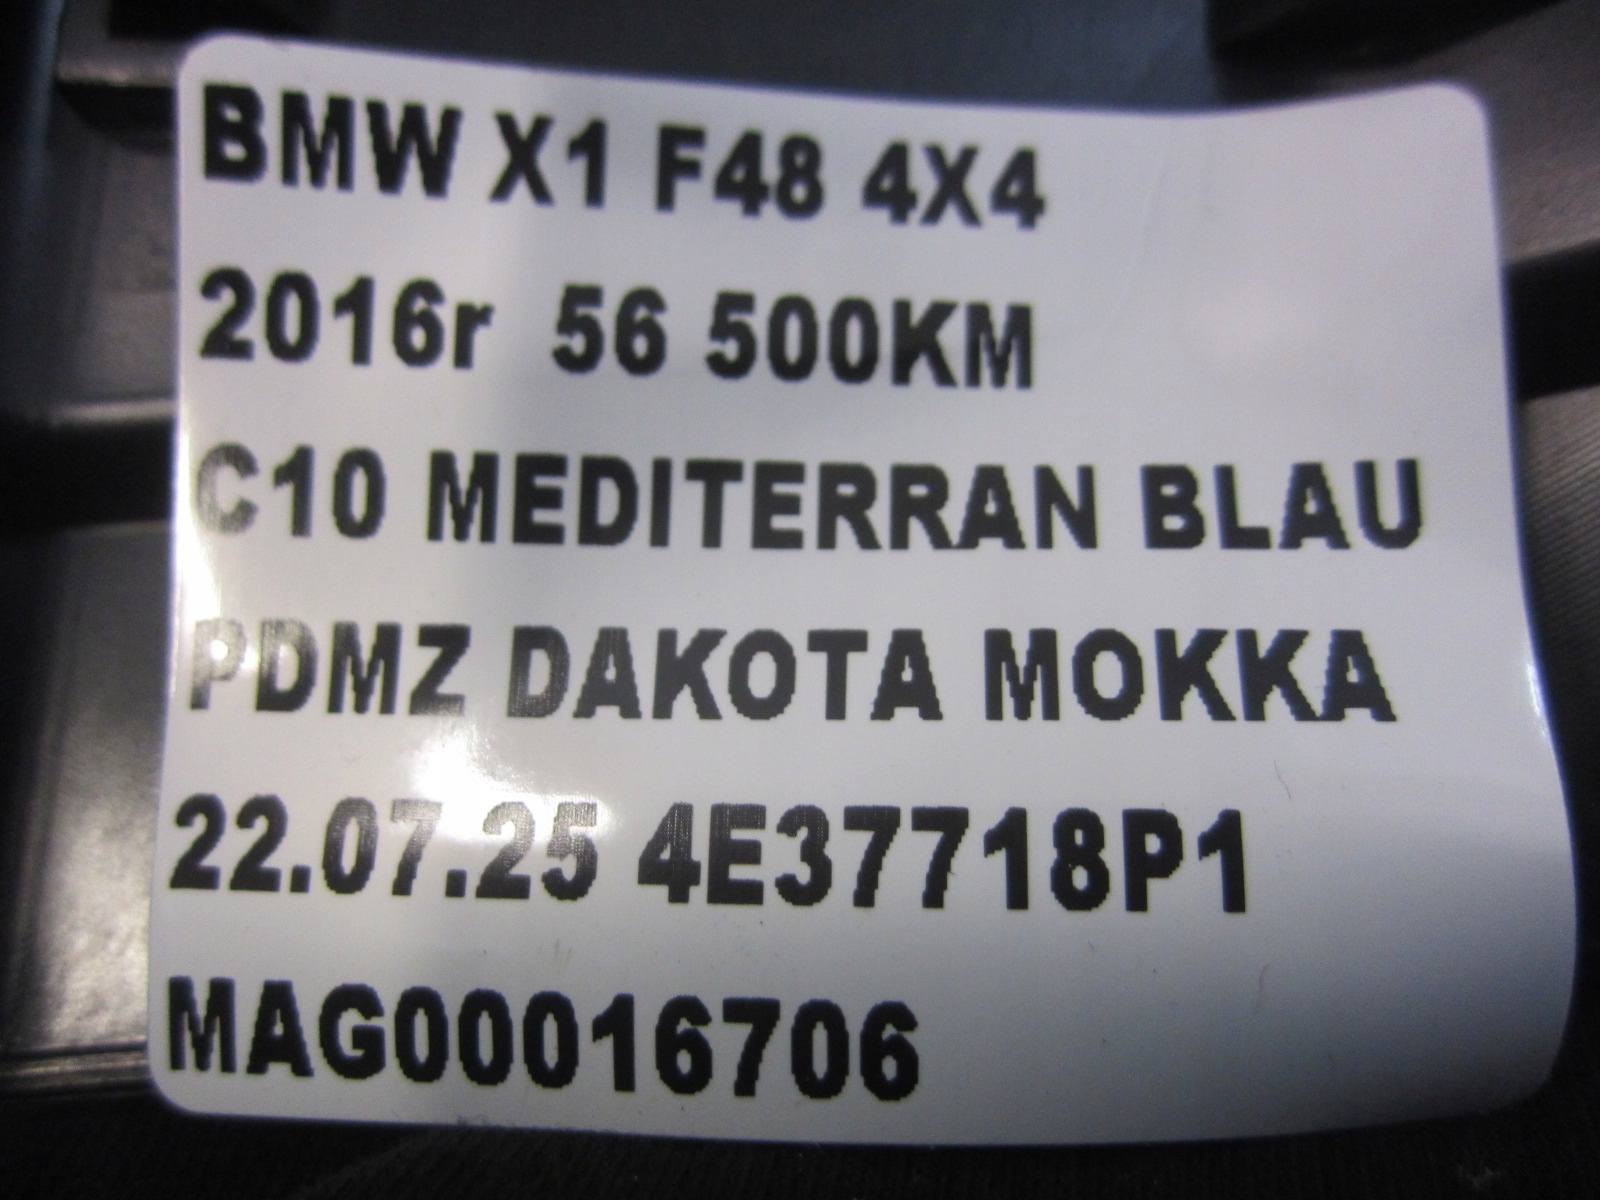 BMW X1 F48 4X4
2016r 56 500KM
C10 MEDITERRAN BLAU
PDMZ DAKOTA MOKKA
22.07.25 4E37718P1
MAG00016706